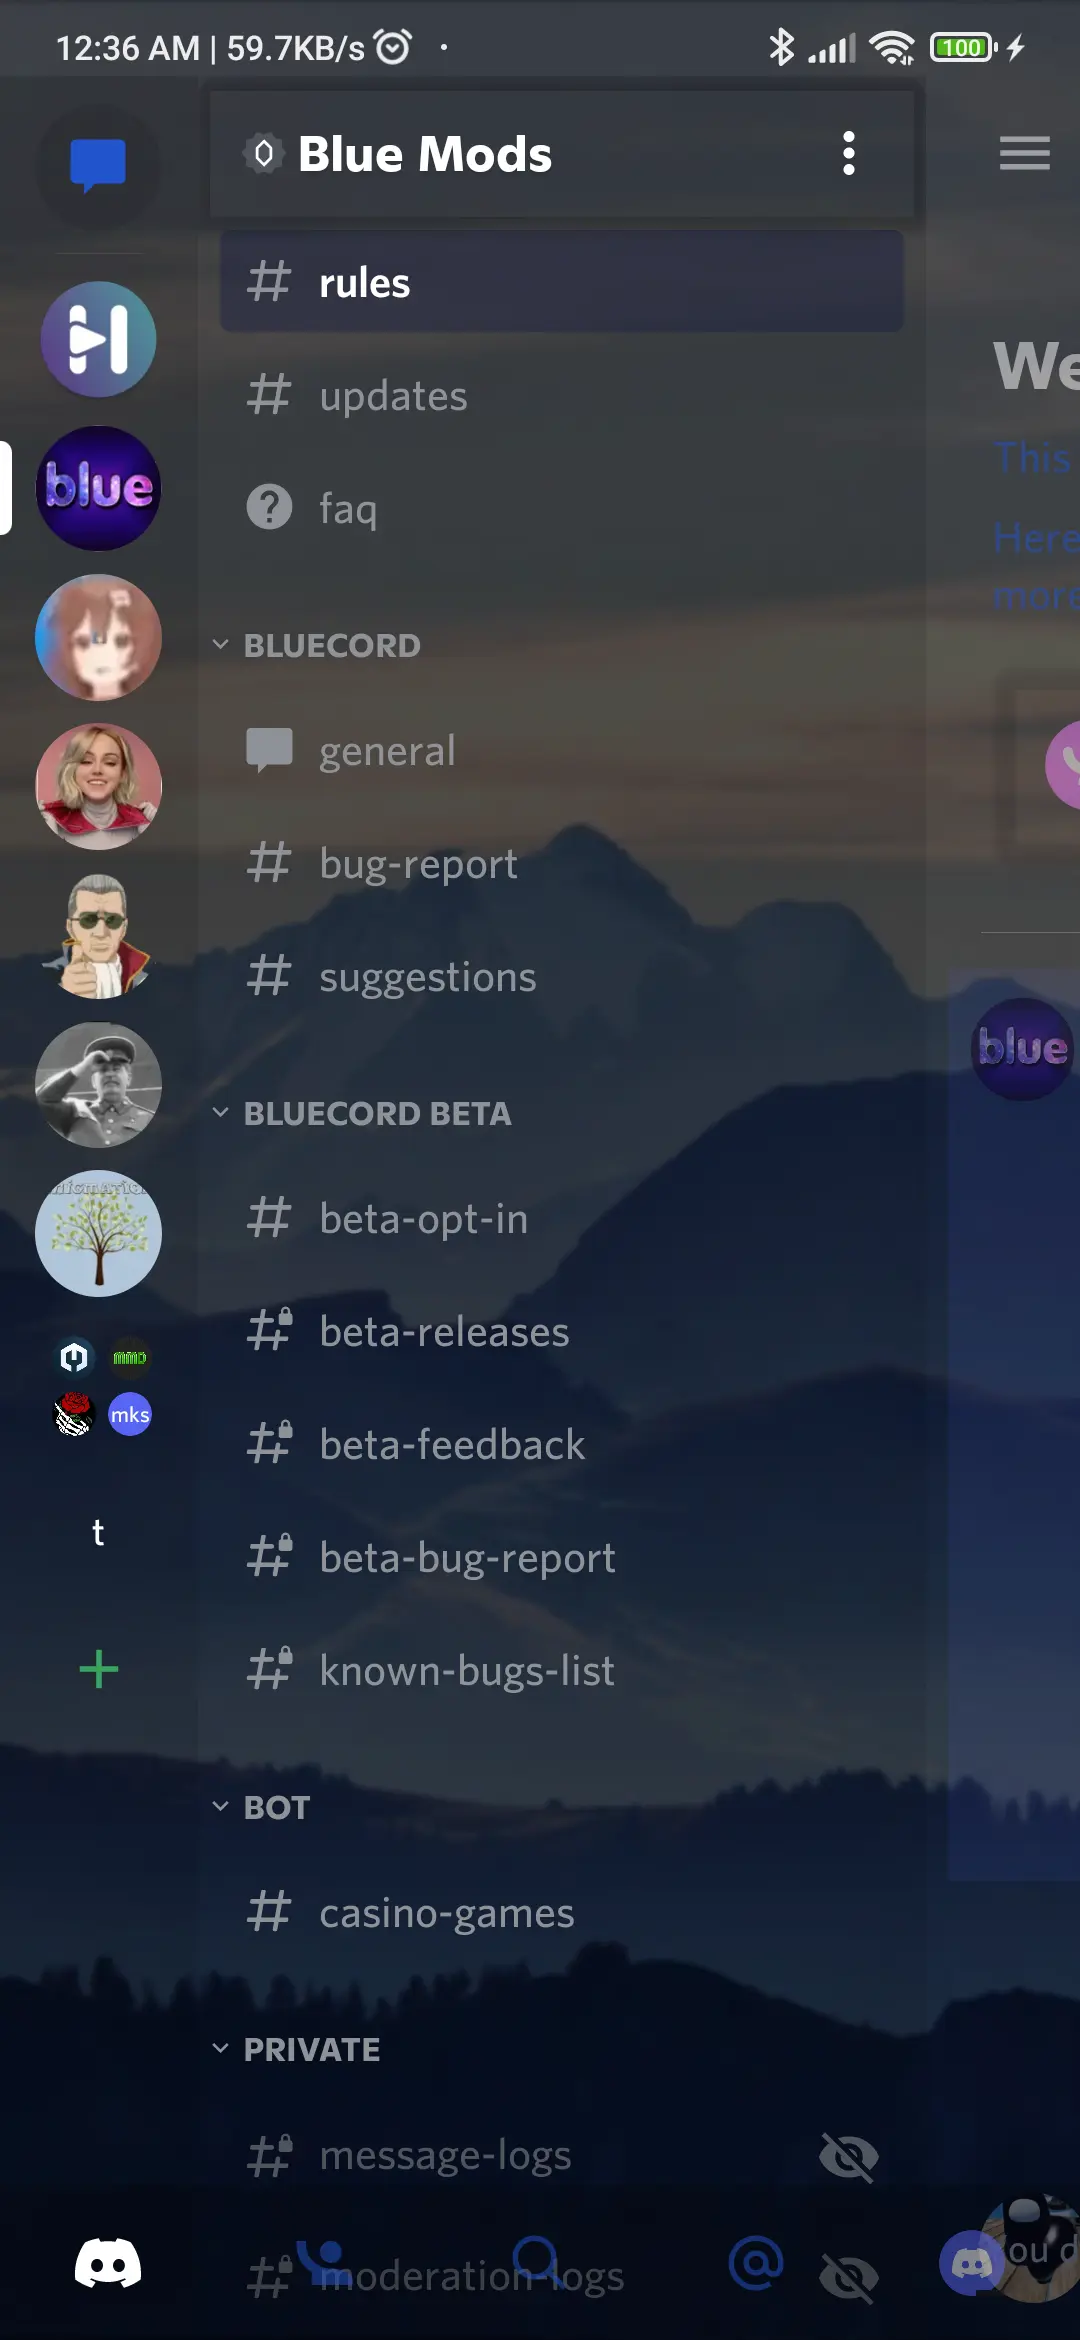 12:36 AM | 59.7KB/s
100
Blue Mods
rules
updates
faq
BLUECORD
general
bug-report
suggestions
BLUECORD BETA
beta-opt-in
beta-releases
beta-feedback
beta-bug-report
known-bugs-list
BOT
casino-games
PRIVATE
message-logs
moderation-logs
blue
MMD
mks
t
We
This
Here
more
blue